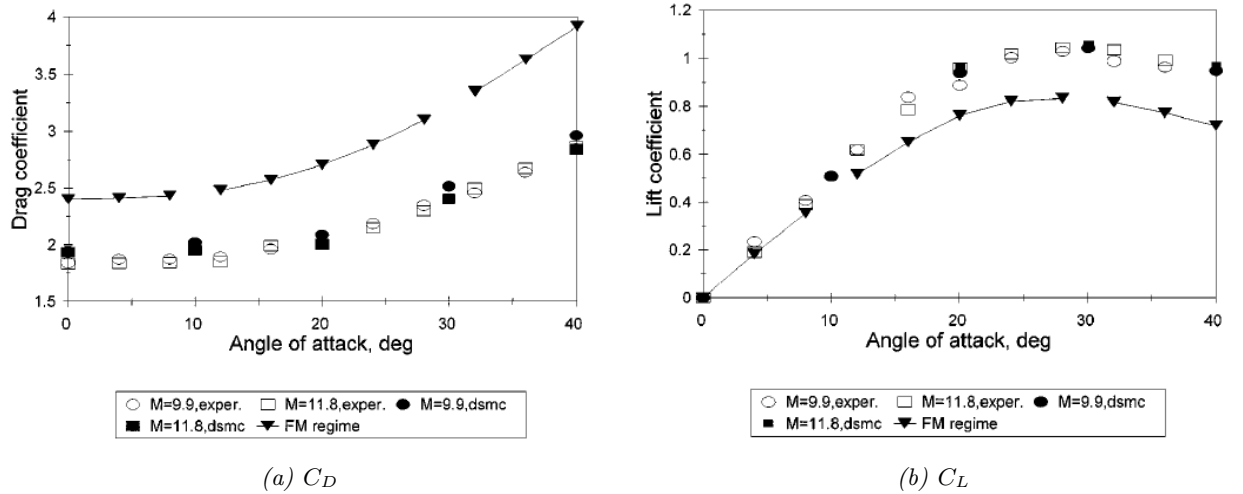 4
3.5
3
2.5
2
1.5
Drag coefficient
0 10 20 30 40
Angle of attack, deg
M=9.9,exper. M=11.8,exper. M=9.9,dsmc
M=11.8,dsmc FM regime
(a) C_D
1.2
1
0.8
0.6
0.4
0.2
0
Lift coefficient
0 10 20 30 40
Angle of attack, deg
M=9.9,exper. M=11.8,exper. M=9.9,dsmc
M=11.8,dsmc FM regime
(b) C_L